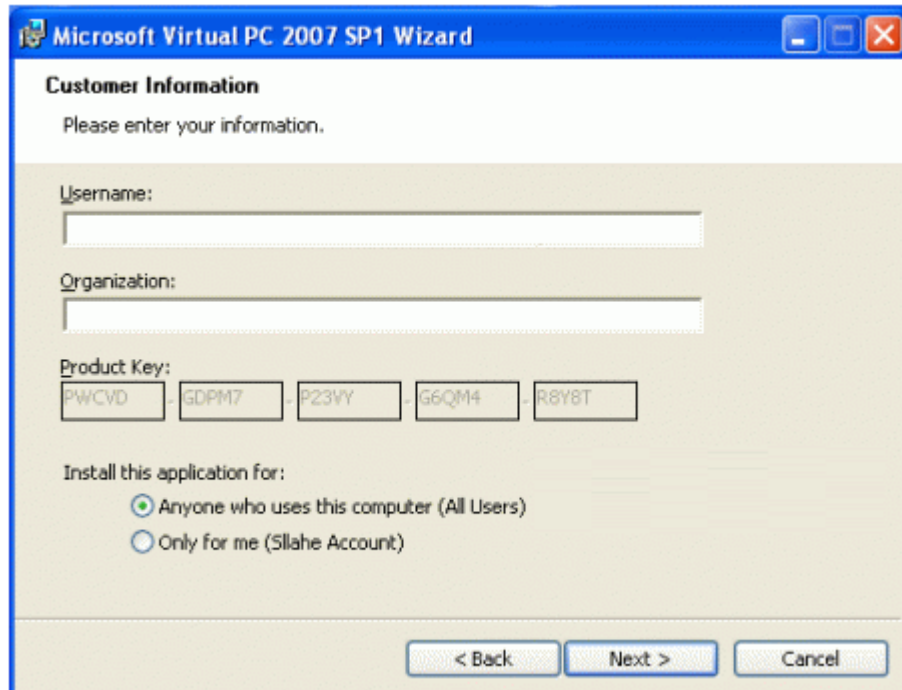 Microsoft Virtual PC 2007 SP1 Wizard
Customer Information
Please enter your information.
Username:
Organization:
Product Key:
PWCVD - GDPM7 - P23VY - G6QM4 - R8Y8T
Install this application for:
Anyone who uses this computer (All Users)
Only for me (Sllahe Account)
< Back Next > Cancel